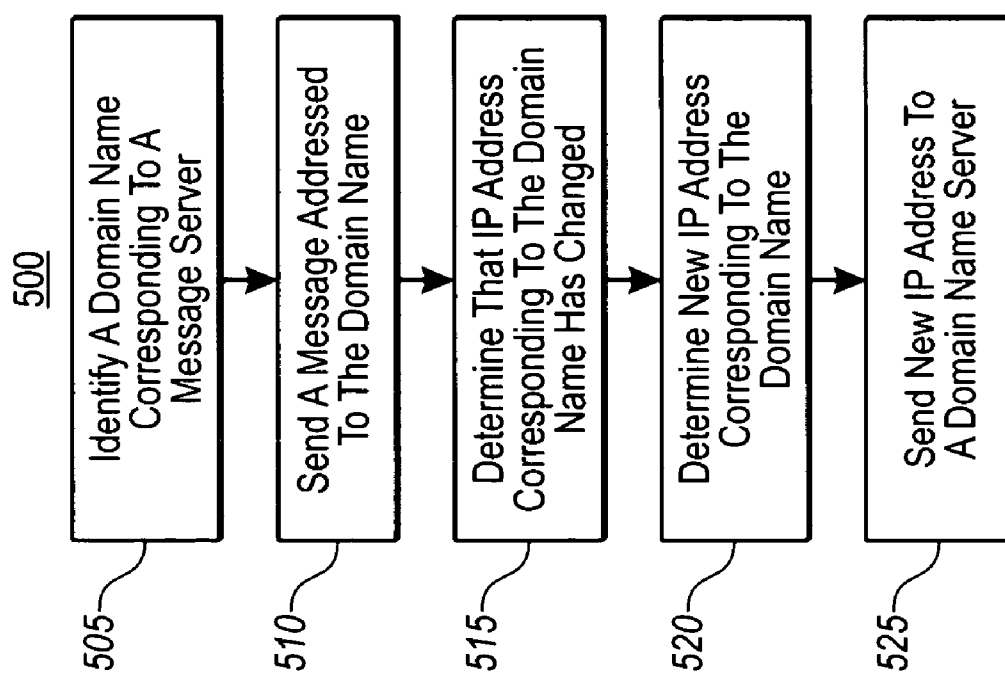 500
505
Identify A Domain Name
Corresponding To A
Message Server
510
Send A Message Addressed
To The Domain Name
515
Determine That IP Address
Corresponding To The Domain
Name Has Changed
520
Determine New IP Address
Corresponding To The
Domain Name
525
Send New IP Address To
A Domain Name Server